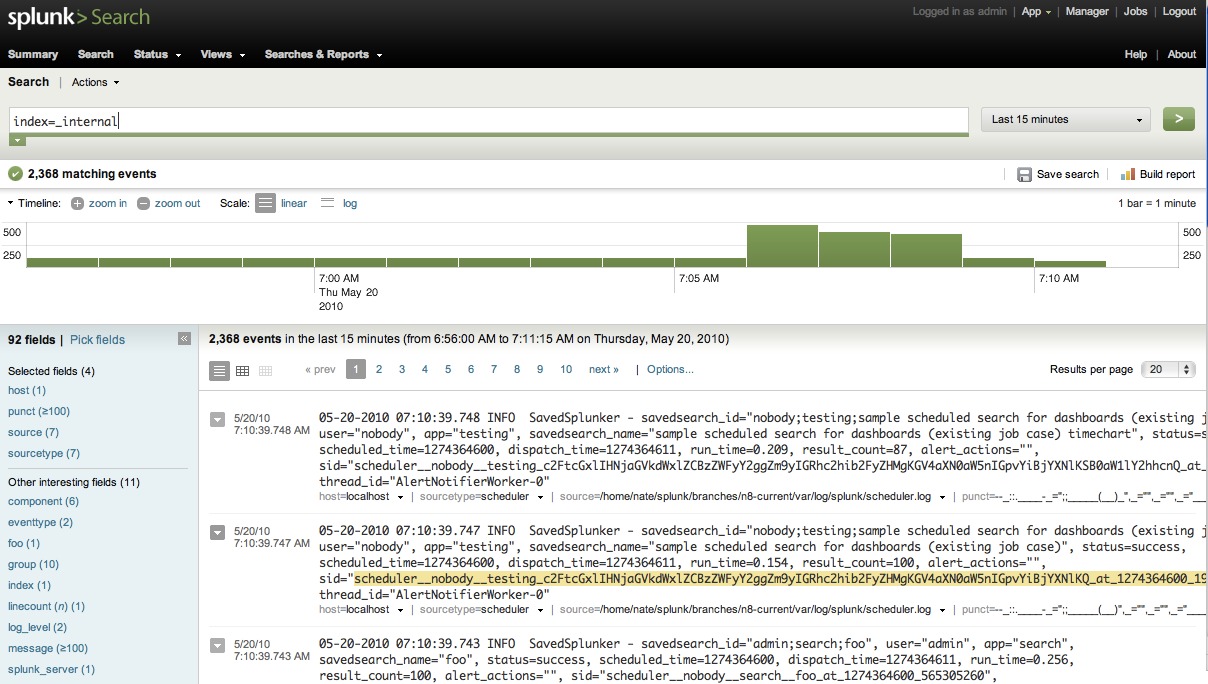 splunk> Search
Logged in as admin | App | Manager | Jobs | Logout
Summary Search Status Views Searches & Reports
Help | About
Search | Actions
index=_internal
Last 15 minutes
>
2,368 matching events
Save search | Build report
Timeline: zoom in zoom out Scale: linear log
1 bar = 1 minute
500 500
250 250
7:00 AM 7:05 AM 7:10 AM
Thu May 20
2010
92 fields | Pick fields «
2,368 events in the last 15 minutes (from 6:56:00 AM to 7:11:15 AM on Thursday, May 20, 2010)
« prev 1 2 3 4 5 6 7 8 9 10 next » | Options...
Results per page 20
Selected fields (4)
host (1)
punct (≥100)
source (7)
sourcetype (7)
Other interesting fields (11)
component (6)
eventtype (2)
foo (1)
group (10)
index (1)
linecount (n) (1)
log_level (2)
message (≥100)
splunk_server (1)
5/20/10
7:10:39.748 AM
05-20-2010 07:10:39.748 INFO SavedSplunker - savedsearch_id="nobody;testing;sample scheduled search for dashboards (existing j
user="nobody", app="testing", savedsearch_name="sample scheduled search for dashboards (existing job case) timechart", status=s
scheduled_time=1274364600, dispatch_time=1274364611, run_time=0.209, result_count=87, alert_actions="",
sid="scheduler__nobody__testing_c2FtcGxlIHNjaGVkdWxlZCBzZWFyY2ggZm9yIGRhc2hib2FyZHMgKGV4aXN0aW5nIGpvYiBjYXNlKSB0aW1lY2hhcnQ_at_
thread_id="AlertNotifierWorker-0"
host=localhost | sourcetype=scheduler | source=/home/nate/splunk/branches/n8-current/var/log/splunk/scheduler.log | punct=
5/20/10
7:10:39.747 AM
05-20-2010 07:10:39.747 INFO SavedSplunker - savedsearch_id="nobody;testing;sample scheduled search for dashboards (existing j
user="nobody", app="testing", savedsearch_name="sample scheduled search for dashboards (existing job case)", status=success,
scheduled_time=1274364600, dispatch_time=1274364611, run_time=0.154, result_count=100, alert_actions="",
sid="scheduler__nobody__testing_c2FtcGxlIHNjaGVkdWxlZCBzZWFyY2ggZm9yIGRhc2hib2FyZHMgKGV4aXN0aW5nIGpvYiBjYXNlKQ_at_1274364600_19
thread_id="AlertNotifierWorker-0"
host=localhost | sourcetype=scheduler | source=/home/nate/splunk/branches/n8-current/var/log/splunk/scheduler.log | punct=
5/20/10
7:10:39.743 AM
05-20-2010 07:10:39.743 INFO SavedSplunker - savedsearch_id="admin;search;foo", user="admin", app="search",
savedsearch_name="foo", status=success, scheduled_time=1274364600, dispatch_time=1274364611, run_time=0.256,
result_count=100, alert_actions="", sid="scheduler__nobody__search__foo_at_1274364600_565305260",